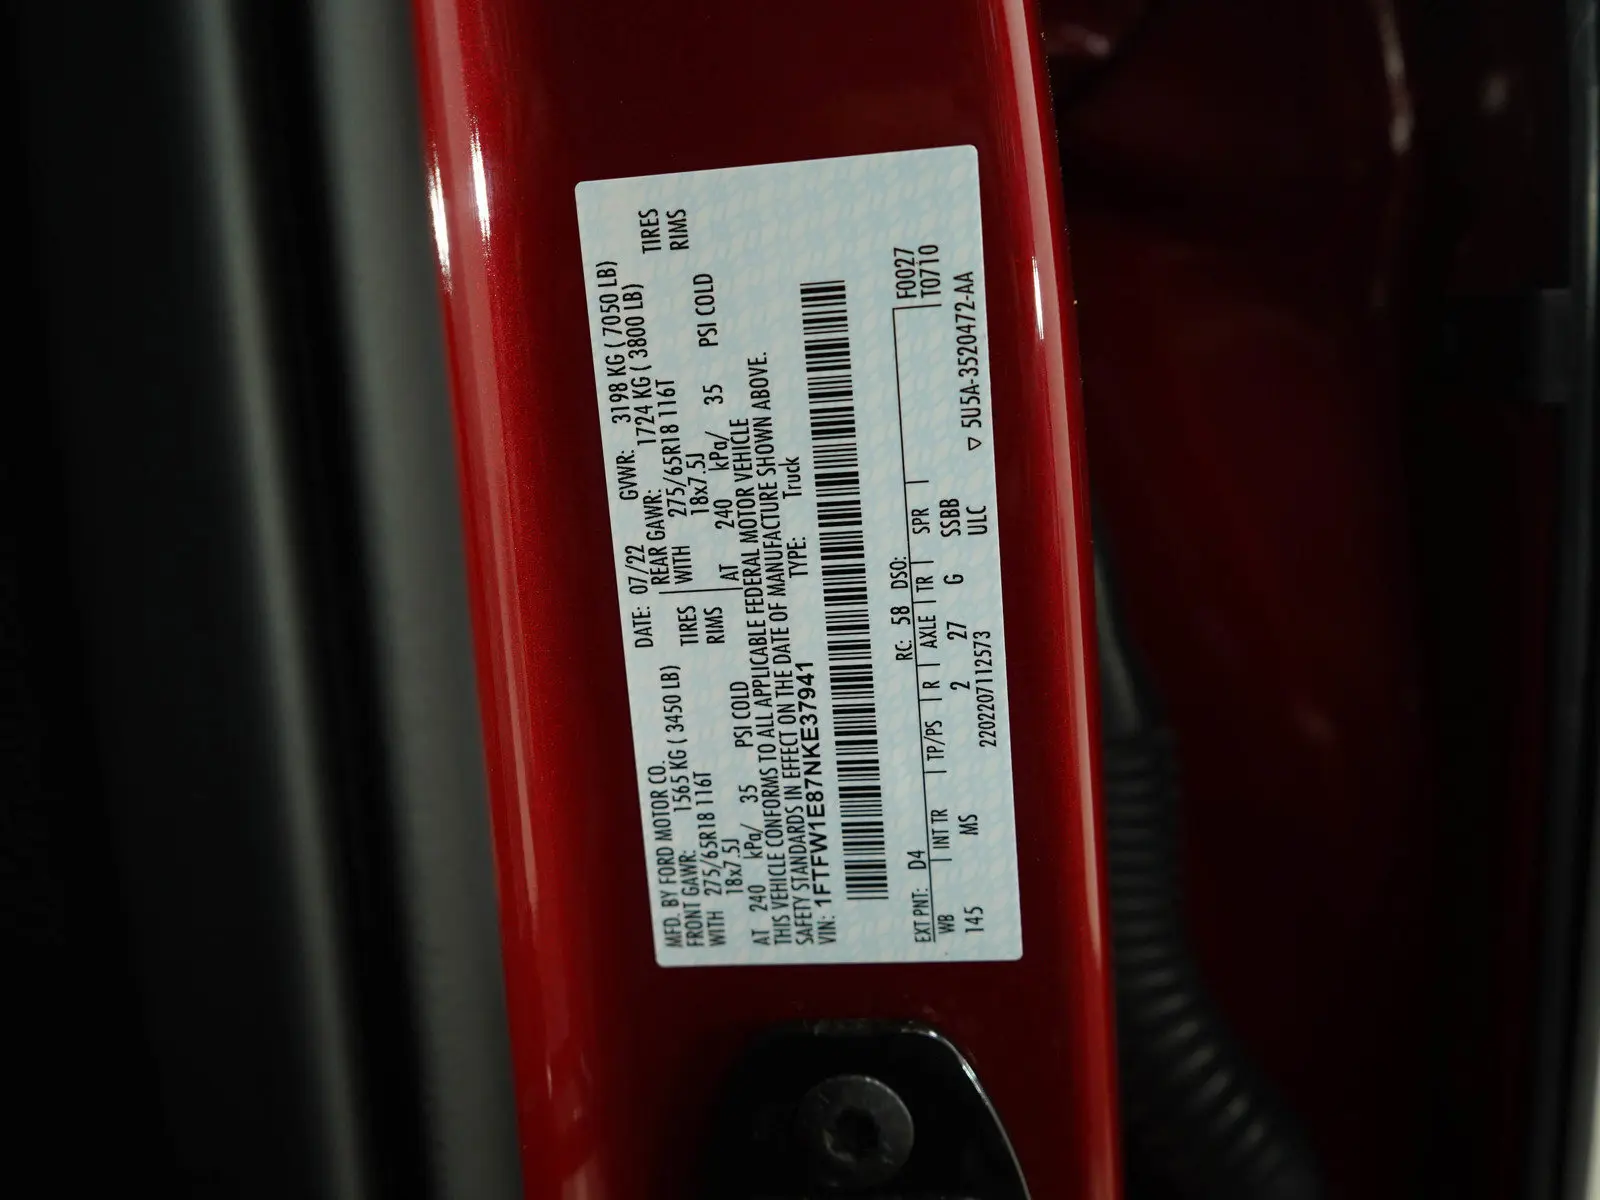 MFD. BY FORD MOTOR CO. DATE: 07/22 GVWR: 3198 KG ( 7050 LB)
FRONT GAWR: 1565 KG ( 3450 LB) REAR GAWR: 1724 KG ( 3800 LB)
WITH 275/65R18 116T TIRES WITH 275/65R18 116T TIRES
18x7.5J RIMS 18x7.5J RIMS
AT 240 kPa/ 35 PSI COLD AT 240 kPa/ 35 PSI COLD
THIS VEHICLE CONFORMS TO ALL APPLICABLE FEDERAL MOTOR VEHICLE
SAFETY STANDARDS IN EFFECT ON THE DATE OF MANUFACTURE SHOWN ABOVE.
VIN: 1FTFW1E87NKE37941 TYPE: Truck
F0027
EXT PNT: D4 RC: 58 DSO: T0710
WB INT TR TP/PS R AXLE TR SPR
145 MS 2 27 G SSBB
2202207112573 ULC ▽ 5U5A-3520472-AA